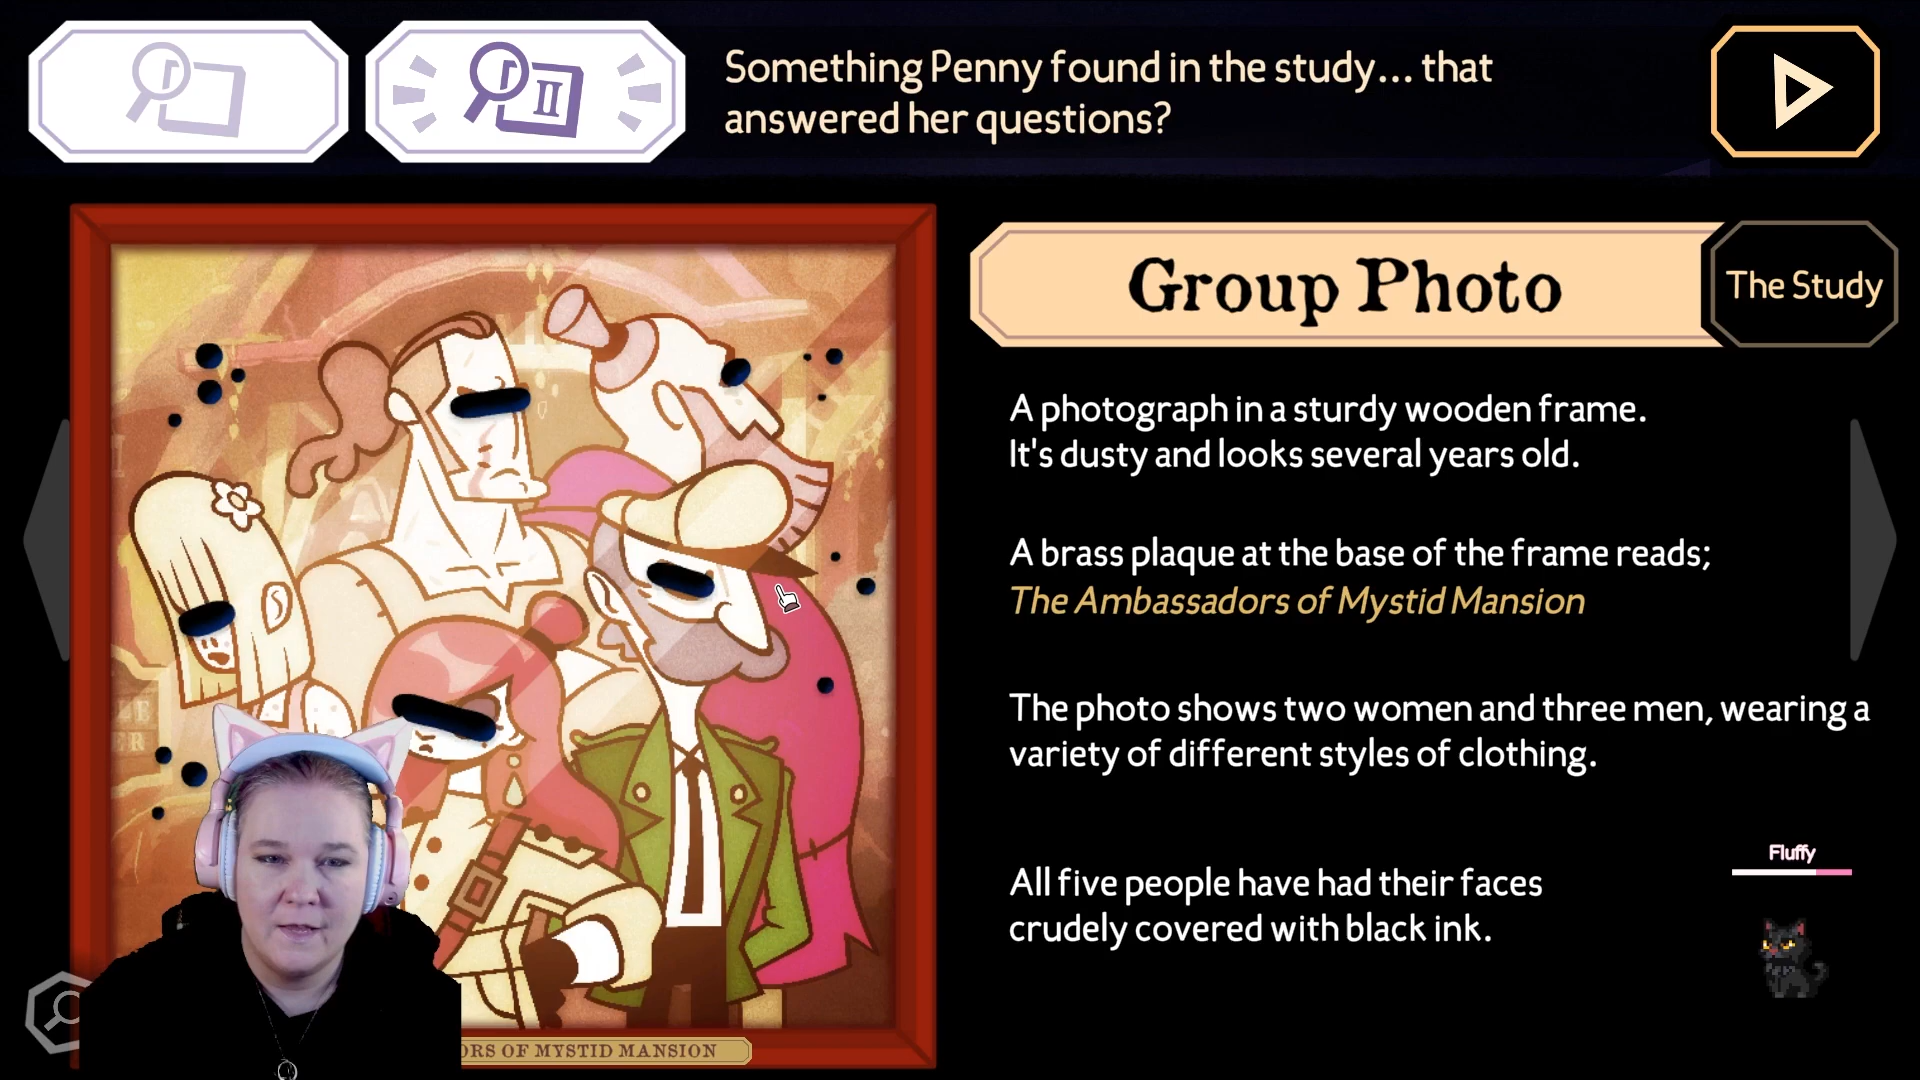 Something Penny found in the study... that
answered her questions?
Group Photo
The Study
A photograph in a sturdy wooden frame.
It's dusty and looks several years old.
A brass plaque at the base of the frame reads;
The Ambassadors of Mystid Mansion
The photo shows two women and three men, wearing a
variety of different styles of clothing.
All five people have had their faces
crudely covered with black ink.
Fluffy
ORS OF MYSTID MANSION